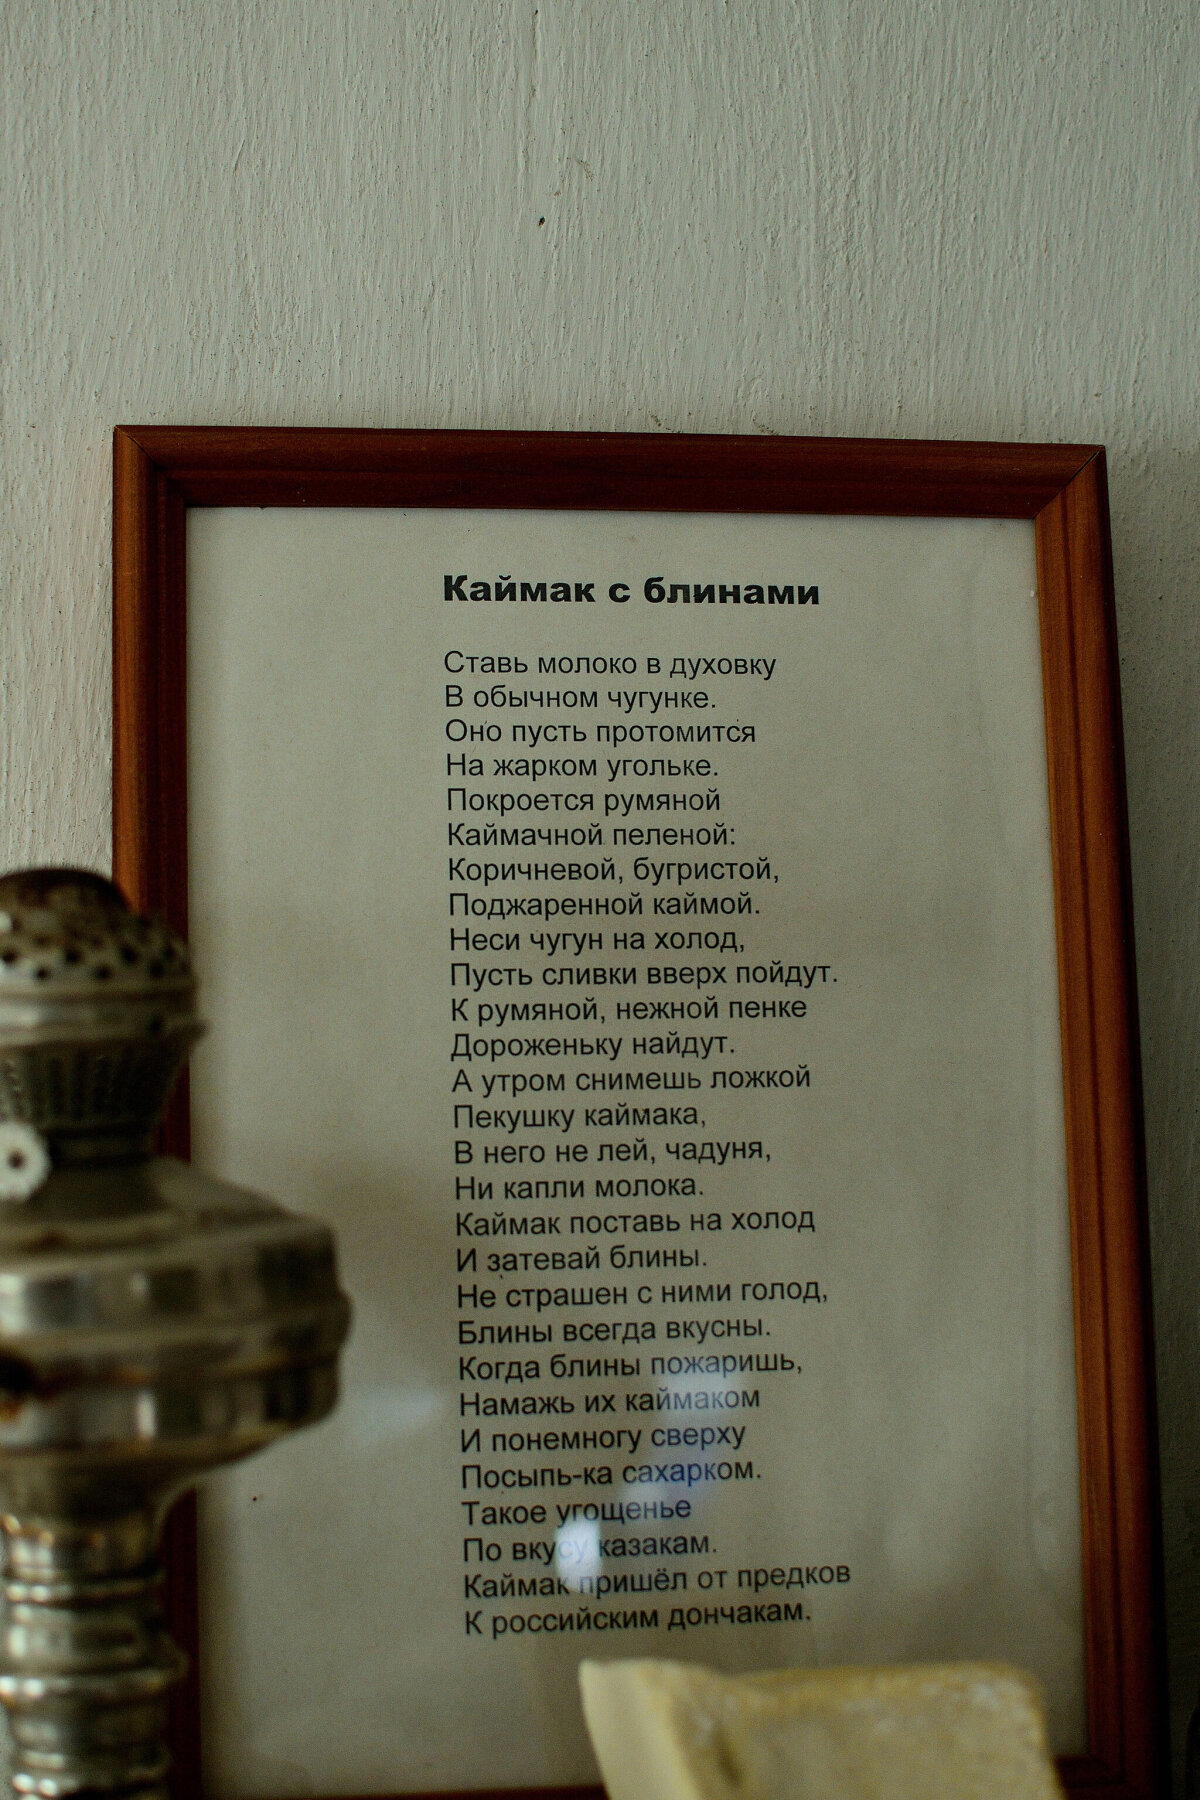 Каймак с блинами
Ставь молоко в духовку
В обычном чугунке.
Оно пусть протомится
На жарком угольке.
Покроется румяной
Каймачной пеленой:
Коричневой, бугристой,
Поджаренной каймой.
Неси чугун на холод,
Пусть сливки вверх пойдут.
К румяной, нежной пенке
Дороженьку найдут.
А утром снимешь ложкой
Пекушку каймака,
В него не лей, чадуня,
Ни капли молока.
Каймак поставь на холод
И затевай блины.
Не страшен с ними голод,
Блины всегда вкусны.
Когда блины пожаришь,
Намажь их каймаком
И понемногу сверху
Посыпь-ка сахарком.
Такое угощенье
По вкусу казакам.
Каймак пришёл от предков
К российским дончакам.